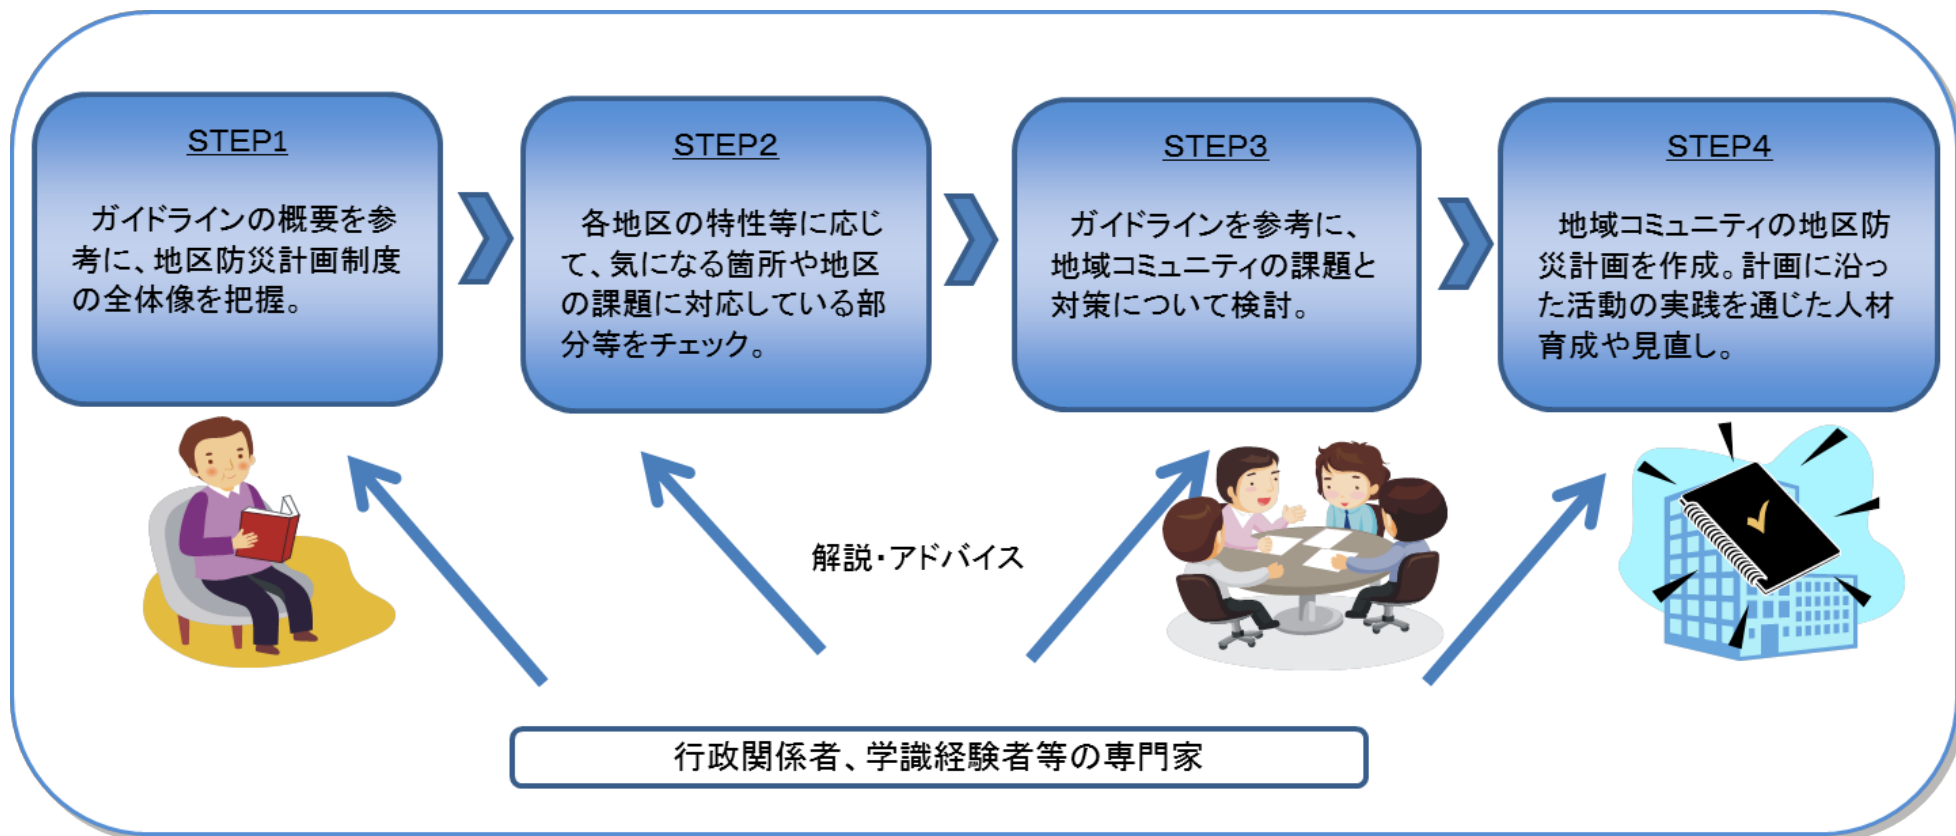 STEP1
ガイドラインの概要を参
考に、地区防災計画制度
の全体像を把握。
STEP2
各地区の特性等に応じ
て、気になる箇所や地区
の課題に対応している部
分等をチェック。
STEP3
ガイドラインを参考に、
地域コミュニティの課題と
対策について検討。
STEP4
地域コミュニティの地区防
災計画を作成。計画に沿っ
た活動の実践を通じた人材
育成や見直し。
解説・アドバイス
行政関係者、学識経験者等の専門家